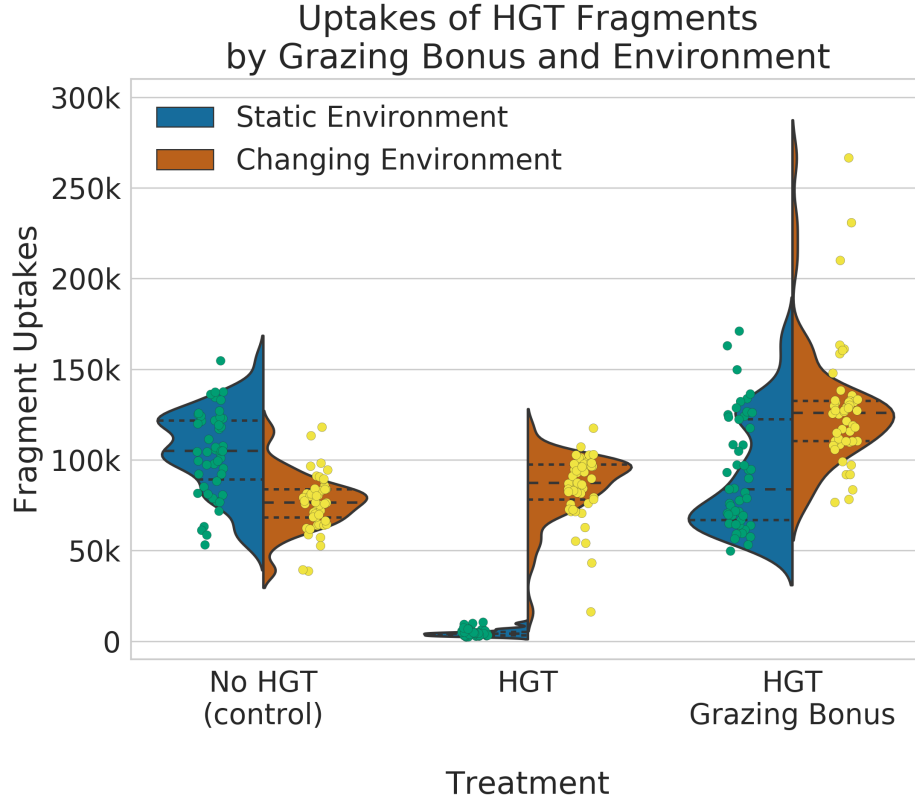 Uptakes of HGT Fragments
by Grazing Bonus and Environment
300k
250k
200k
150k
100k
50k
0
Fragment Uptakes
Static Environment
Changing Environment
No HGT
(control)
HGT
HGT
Grazing Bonus
Treatment